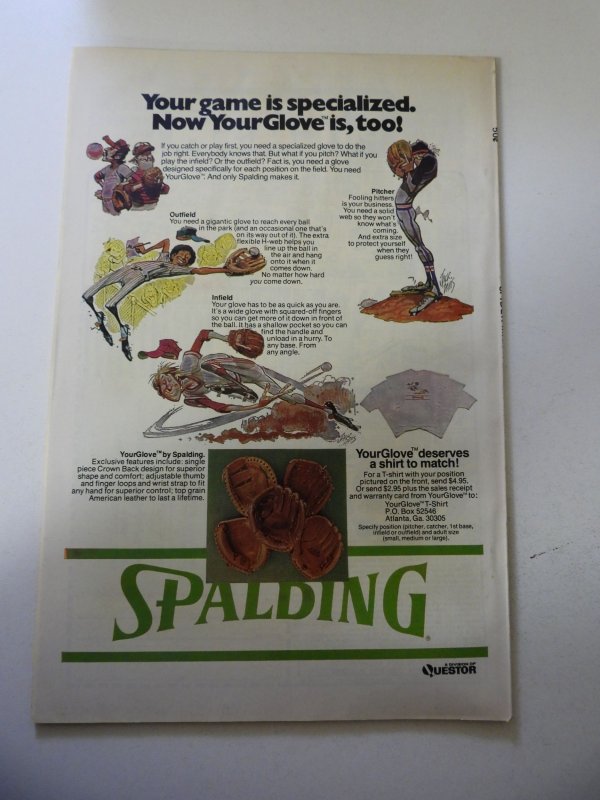 Your game is specialized.
Now YourGlove™ is, too!
If you catch or play first, you need a specialized glove to do the
job right. Everybody knows that. But what if you pitch? What if you
play the infield? Or the outfield? Fact is, you need a glove
designed specifically for each position on the field. You need
YourGlove™. And only Spalding makes it.
Pitcher
Fooling hitters
is your business.
You need a solid
web so they won't
know what's
coming.
And extra size
to protect yourself
when they
guess right!
Outfield
You need a gigantic glove to reach every ball
in the park (and an occasional one that's
on its way out of it). The extra
flexible H-web helps you
line up the ball in
the air and hang
onto it when it
comes down.
No matter how hard
you come down.
Infield
Your glove has to be as quick as you are.
It's a wide glove with squared-off fingers
so you can get more of it down in front of
the ball. It has a shallow pocket so you can
find the handle and
unload in a hurry. To
any base. From
any angle.
YourGlove™ by Spalding.
Exclusive features include: single
piece Crown Back design for superior
shape and comfort; adjustable thumb
and finger loops and wrist strap to fit
any hand for superior control; top grain
American leather to last a lifetime.
YourGlove™ deserves
a shirt to match!
For a T-shirt with your position
pictured on the front, send $4.95.
Or send $2.95 plus the sales receipt
and warranty card from YourGlove™ to:
YourGlove™ T-Shirt
P.O. Box 52546
Atlanta, Ga. 30305
Specify position (pitcher, catcher, 1st base,
infield or outfield) and adult size
(small, medium or large).
SPALDING®
A DIVISION OF
QUESTOR